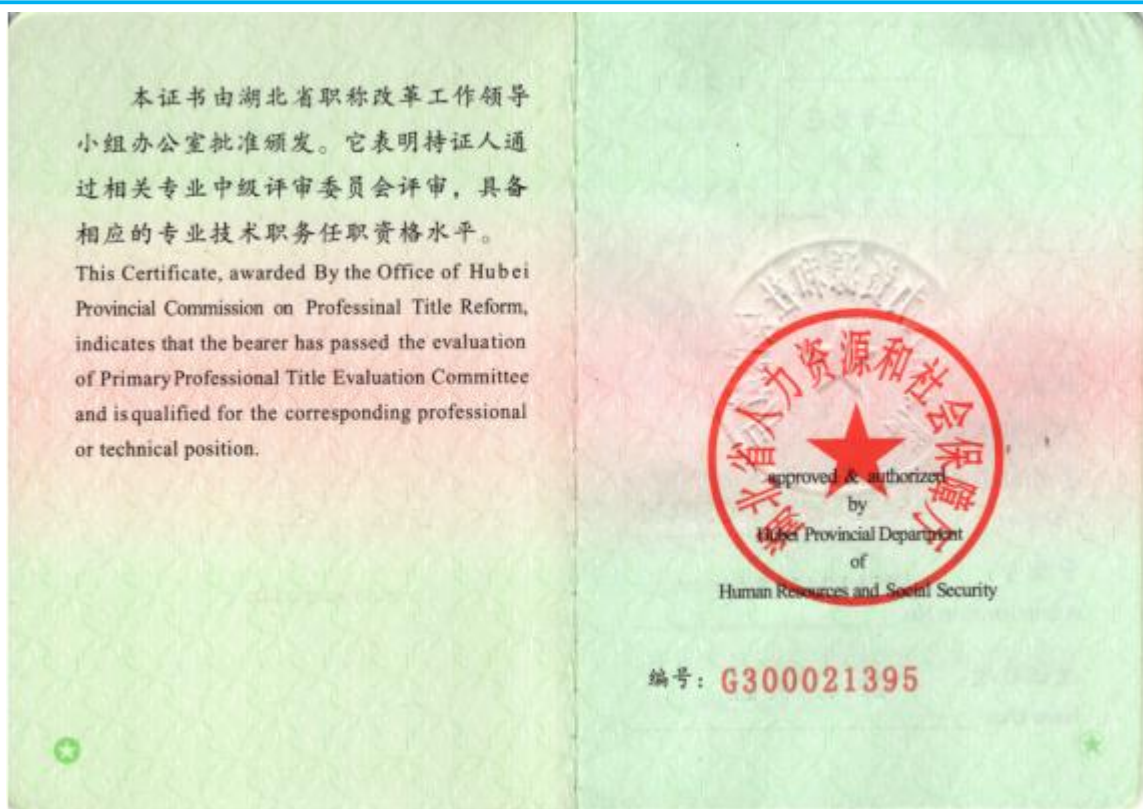 本证书由湖北省职称改革工作领导
小组办公室批准颁发。它表明持证人通
过相关专业中级评审委员会评审，具备
相应的专业技术职务任职资格水平。
This Certificate, awarded By the Office of Hubei
Provincial Commission on Professinal Title Reform,
indicates that the bearer has passed the evaluation
of Primary Professional Title Evaluation Committee
and is qualified for the corresponding professional
or technical position.
湖北省人力资源和社会保障厅
approved & authorized
by
Hubei Provincial Department
of
Human Resources and Social Security
编号：G300021395